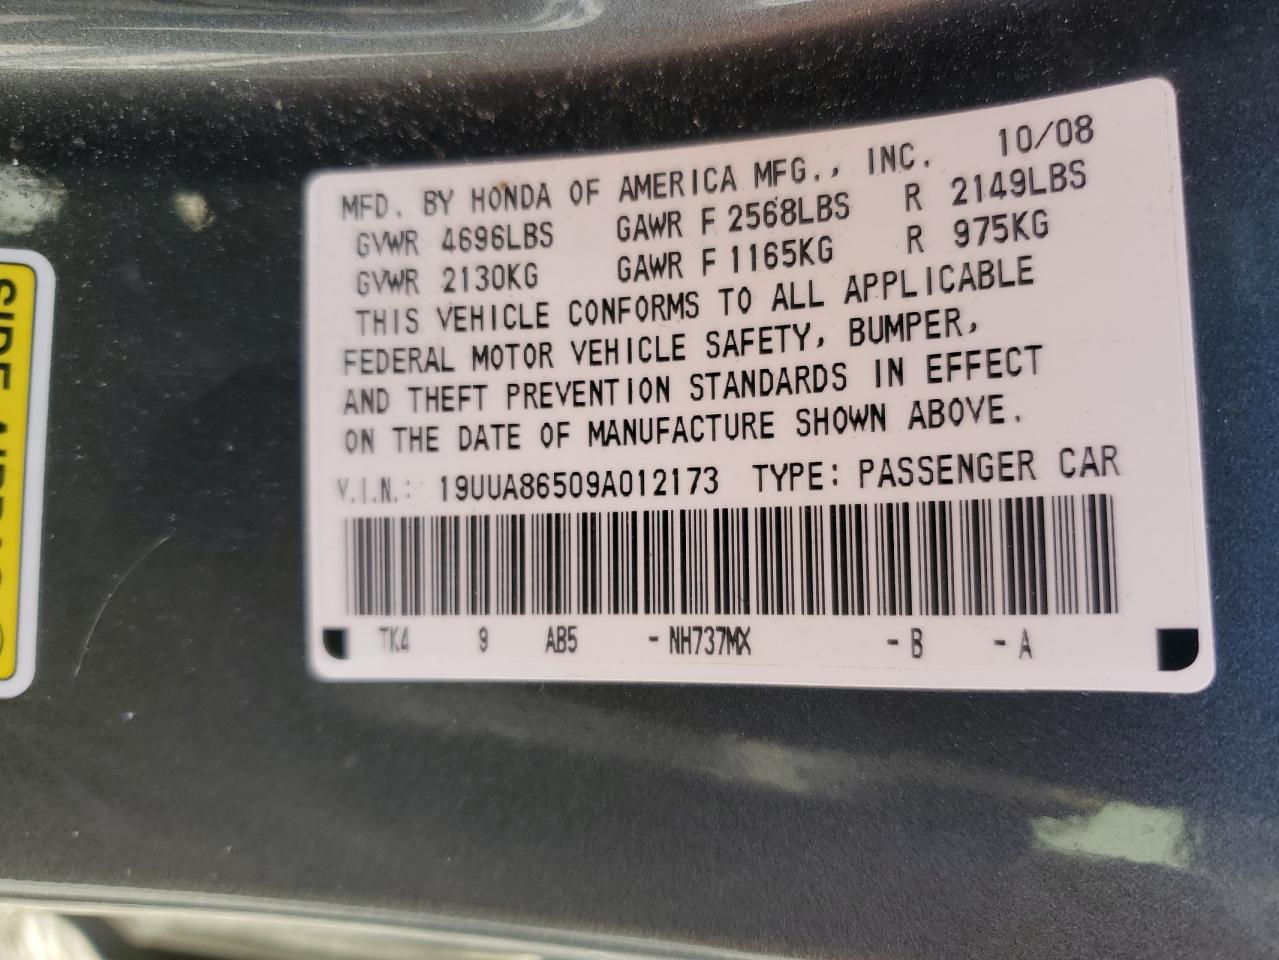 MFD. BY HONDA OF AMERICA MFG., INC. 10/08
GVWR 4696LBS GAWR F 2568LBS R 2149LBS
GVWR 2130KG GAWR F 1165KG R 975KG
THIS VEHICLE CONFORMS TO ALL APPLICABLE
FEDERAL MOTOR VEHICLE SAFETY, BUMPER,
AND THEFT PREVENTION STANDARDS IN EFFECT
ON THE DATE OF MANUFACTURE SHOWN ABOVE.
V.I.N.: 19UUA86509A012173 TYPE: PASSENGER CAR
TK4 9 AB5 -NH737MX -B -A
SIDE